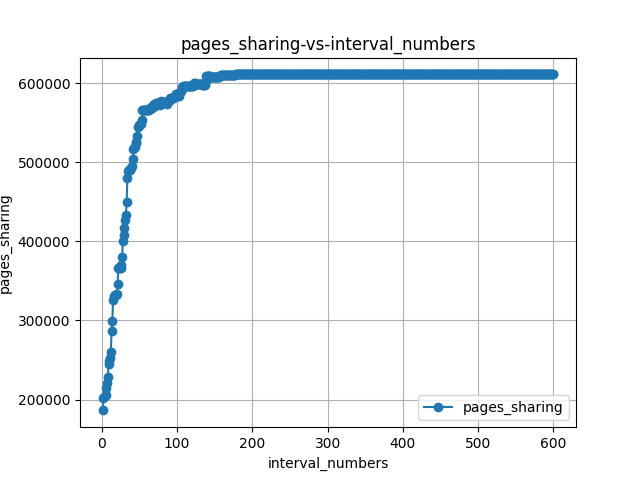 pages_sharing-vs-interval_numbers
600000
500000
400000
300000
200000
pages_sharing
pages_sharing
0 100 200 300 400 500 600
interval_numbers